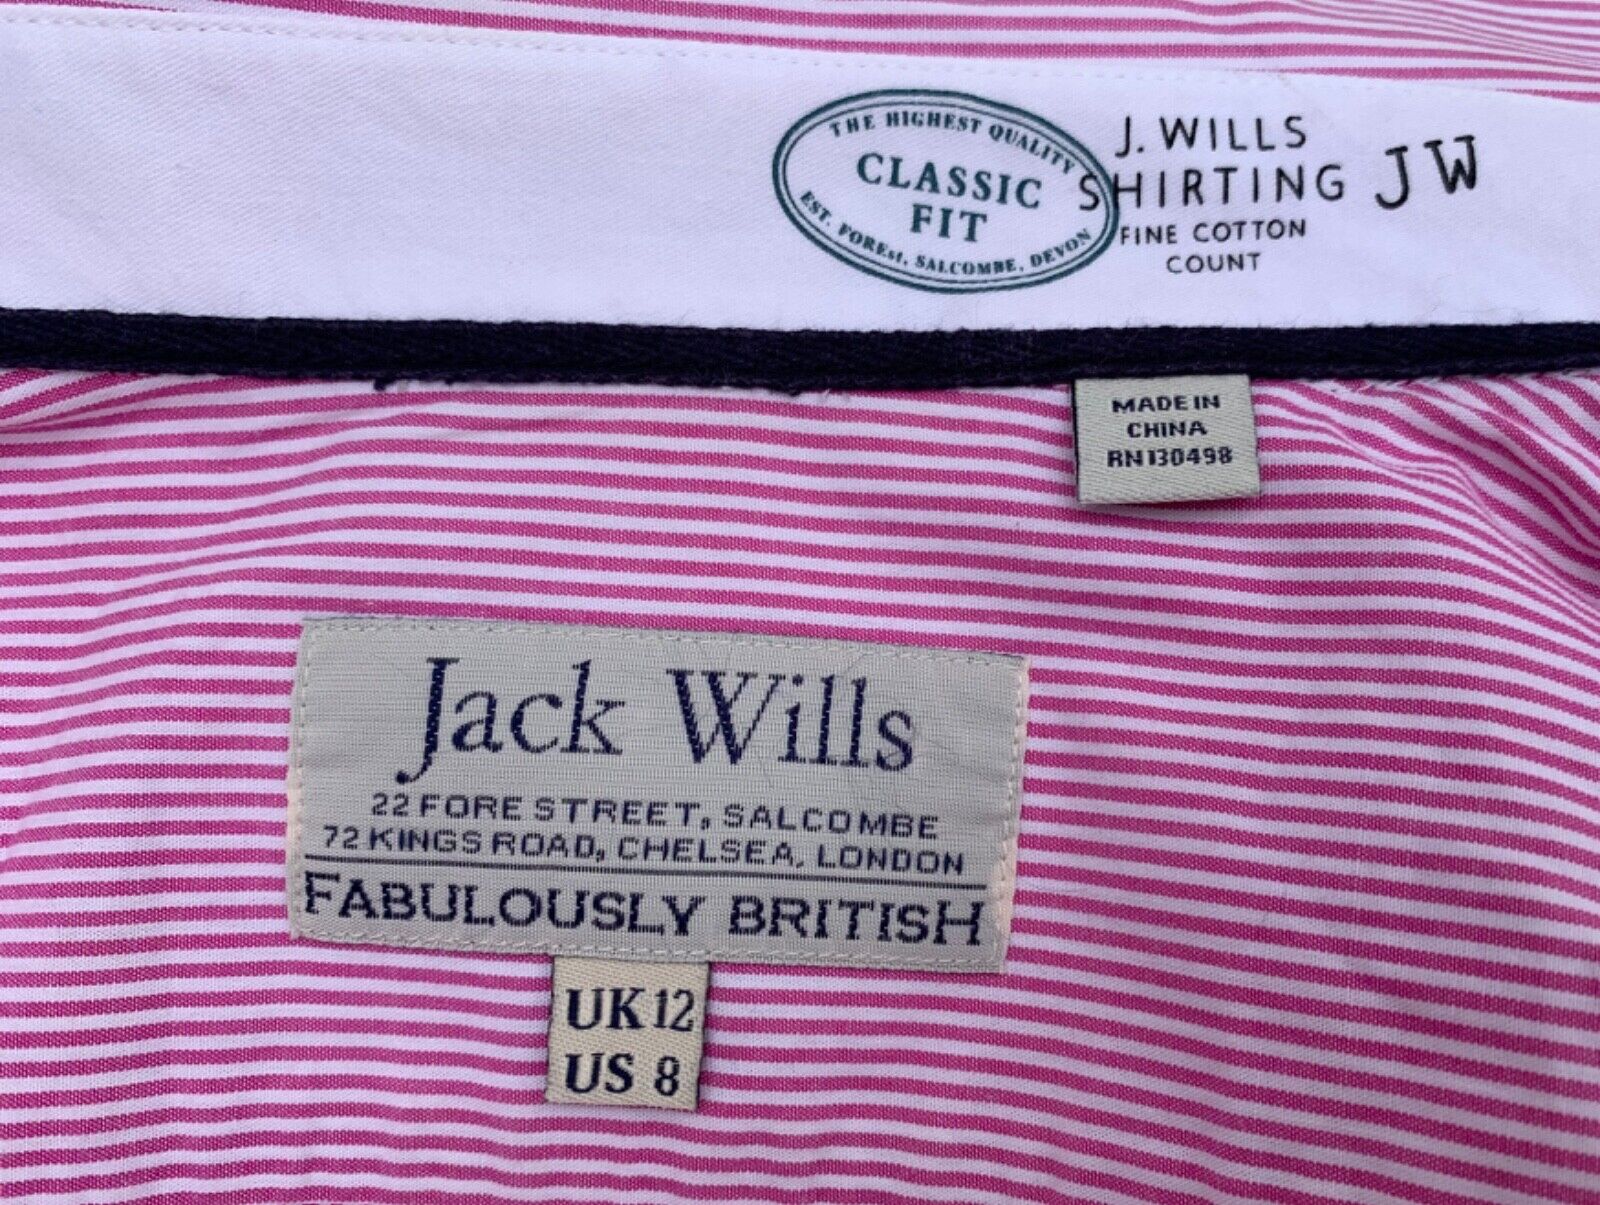 THE HIGHEST QUALITY
CLASSIC
FIT
EST. FOREst, SALCOMBE, DEVON
J. WILLS
SHIRTING
FINE COTTON
COUNT
JW
MADE IN
CHINA
RN130498
Jack Wills
22 FORE STREET, SALCOMBE
72 KINGS ROAD, CHELSEA, LONDON
FABULOUSLY BRITISH
UK 12
US 8